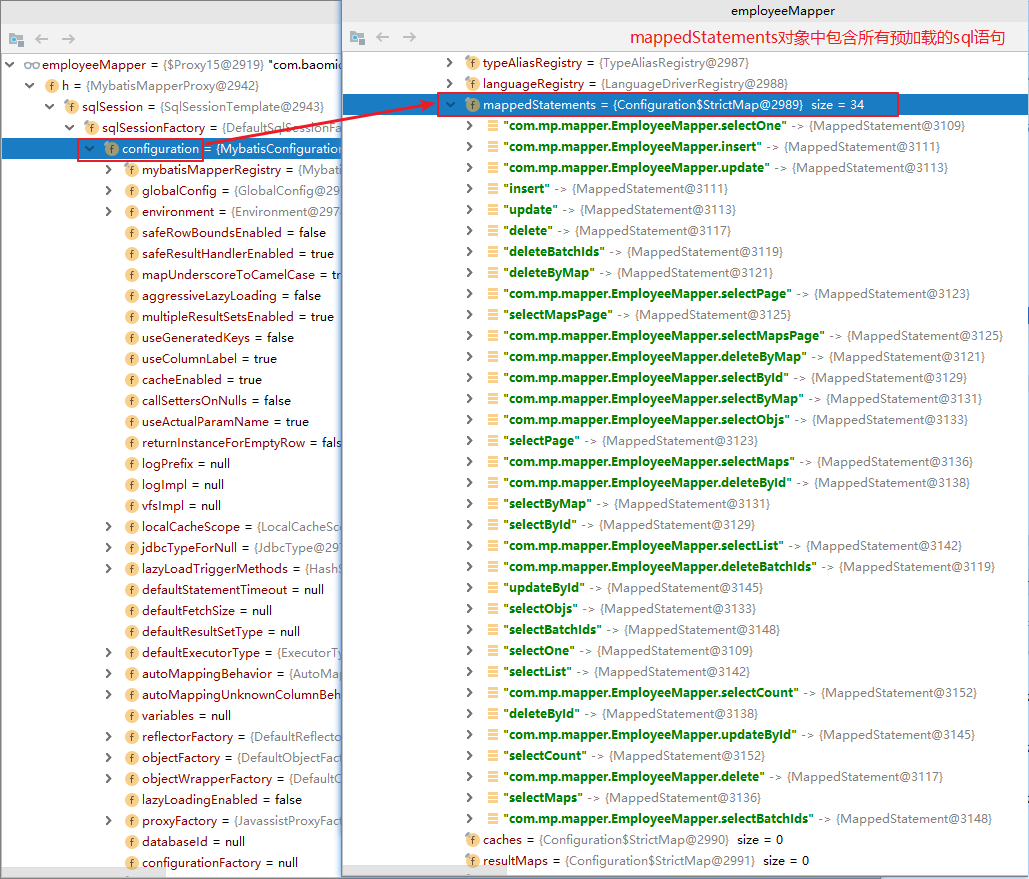 employeeMapper = {$Proxy15@2919} "com.baomic
h = {MybatisMapperProxy@2942}
sqlSession = {SqlSessionTemplate@2943}
sqlSessionFactory = {DefaultSqlSessionFa
configuration = {MybatisConfiguration
mybatisMapperRegistry = {Mybati
globalConfig = {GlobalConfig@29
environment = {Environment@297
safeRowBoundsEnabled = false
safeResultHandlerEnabled = true
mapUnderscoreToCamelCase = tr
aggressiveLazyLoading = false
multipleResultSetsEnabled = true
useGeneratedKeys = false
useColumnLabel = true
cacheEnabled = true
callSettersOnNulls = false
useActualParamName = true
returnInstanceForEmptyRow = fals
logPrefix = null
logImpl = null
vfsImpl = null
localCacheScope = {LocalCacheSco
jdbcTypeForNull = {JdbcType@297
lazyLoadTriggerMethods = {HashS
defaultStatementTimeout = null
defaultFetchSize = null
defaultResultSetType = null
defaultExecutorType = {ExecutorTy
autoMappingBehavior = {AutoMap
autoMappingUnknownColumnBeh
variables = null
reflectorFactory = {DefaultReflecto
objectFactory = {DefaultObjectFact
objectWrapperFactory = {DefaultO
lazyLoadingEnabled = false
proxyFactory = {JavassistProxyFact
databaseId = null
configurationFactory = null
employeeMapper
mappedStatements对象中包含所有预加载的sql语句
typeAliasRegistry = {TypeAliasRegistry@2987}
languageRegistry = {LanguageDriverRegistry@2988}
mappedStatements = {Configuration$StrictMap@2989} size = 34
"com.mp.mapper.EmployeeMapper.selectOne" -> {MappedStatement@3109}
"com.mp.mapper.EmployeeMapper.insert" -> {MappedStatement@3111}
"com.mp.mapper.EmployeeMapper.update" -> {MappedStatement@3113}
"insert" -> {MappedStatement@3111}
"update" -> {MappedStatement@3113}
"delete" -> {MappedStatement@3117}
"deleteBatchIds" -> {MappedStatement@3119}
"deleteByMap" -> {MappedStatement@3121}
"com.mp.mapper.EmployeeMapper.selectPage" -> {MappedStatement@3123}
"selectMapsPage" -> {MappedStatement@3125}
"com.mp.mapper.EmployeeMapper.selectMapsPage" -> {MappedStatement@3125}
"com.mp.mapper.EmployeeMapper.deleteByMap" -> {MappedStatement@3121}
"com.mp.mapper.EmployeeMapper.selectById" -> {MappedStatement@3129}
"com.mp.mapper.EmployeeMapper.selectByMap" -> {MappedStatement@3131}
"com.mp.mapper.EmployeeMapper.selectObjs" -> {MappedStatement@3133}
"selectPage" -> {MappedStatement@3123}
"com.mp.mapper.EmployeeMapper.selectMaps" -> {MappedStatement@3136}
"com.mp.mapper.EmployeeMapper.deleteById" -> {MappedStatement@3138}
"selectByMap" -> {MappedStatement@3131}
"selectById" -> {MappedStatement@3129}
"com.mp.mapper.EmployeeMapper.selectList" -> {MappedStatement@3142}
"com.mp.mapper.EmployeeMapper.deleteBatchIds" -> {MappedStatement@3119}
"updateById" -> {MappedStatement@3145}
"selectObjs" -> {MappedStatement@3133}
"selectBatchIds" -> {MappedStatement@3148}
"selectOne" -> {MappedStatement@3109}
"selectList" -> {MappedStatement@3142}
"com.mp.mapper.EmployeeMapper.selectCount" -> {MappedStatement@3152}
"deleteById" -> {MappedStatement@3138}
"com.mp.mapper.EmployeeMapper.updateById" -> {MappedStatement@3145}
"selectCount" -> {MappedStatement@3152}
"com.mp.mapper.EmployeeMapper.delete" -> {MappedStatement@3117}
"selectMaps" -> {MappedStatement@3136}
"com.mp.mapper.EmployeeMapper.selectBatchIds" -> {MappedStatement@3148}
caches = {Configuration$StrictMap@2990} size = 0
resultMaps = {Configuration$StrictMap@2991} size = 0